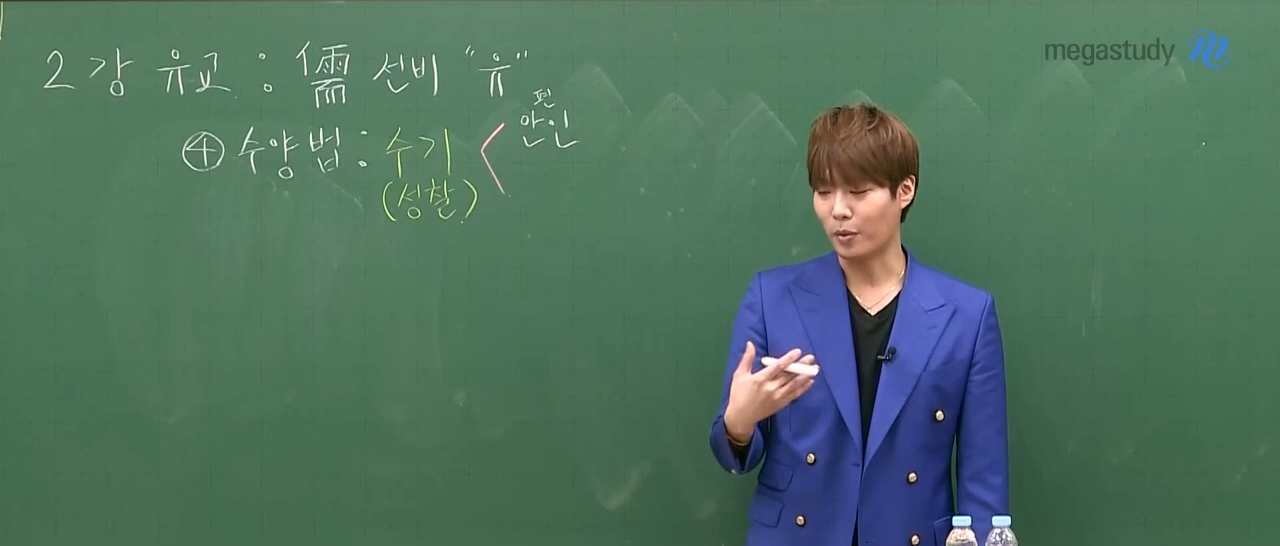 2강 유교 : 儒 선비 "유"
④ 수양법 : 수기 < 안인
편
(성찰)
megastudy